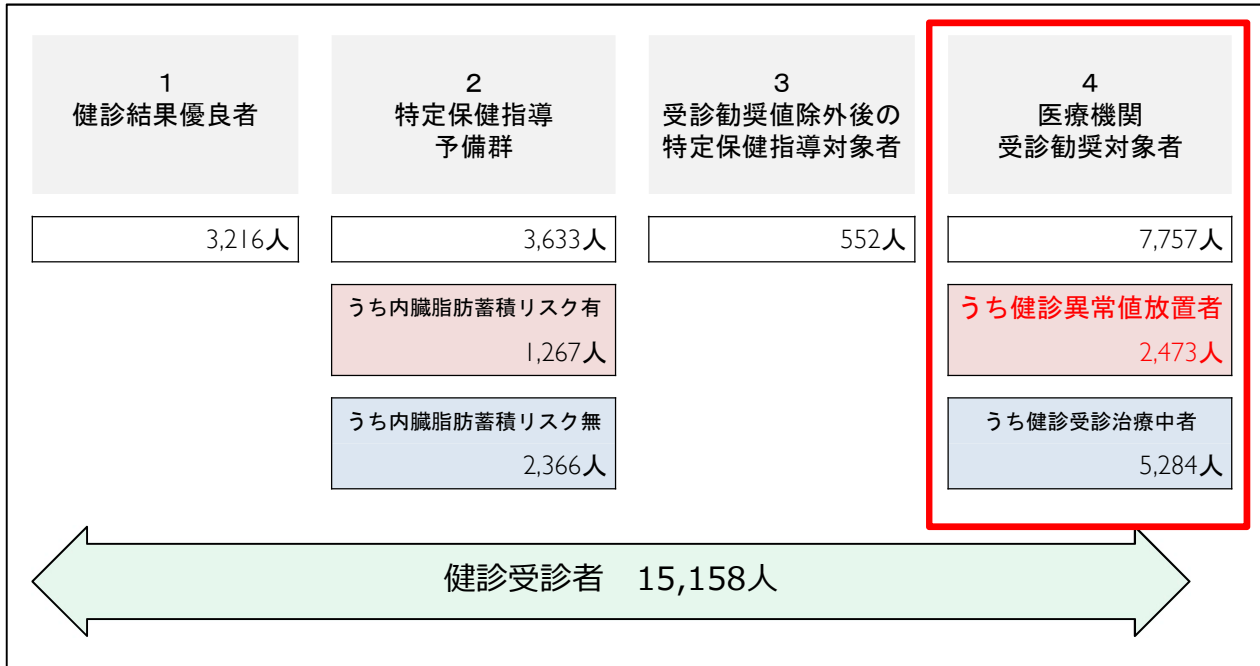 1
健診結果優良者
2
特定保健指導
予備群
3
受診勧奨値除外後の
特定保健指導対象者
4
医療機関
受診勧奨対象者
3,216人
3,633人
552人
7,757人
うち内臓脂肪蓄積リスク有
1,267人
うち健診異常値放置者
2,473人
うち内臓脂肪蓄積リスク無
2,366人
うち健診受診治療中者
5,284人
健診受診者　15,158人